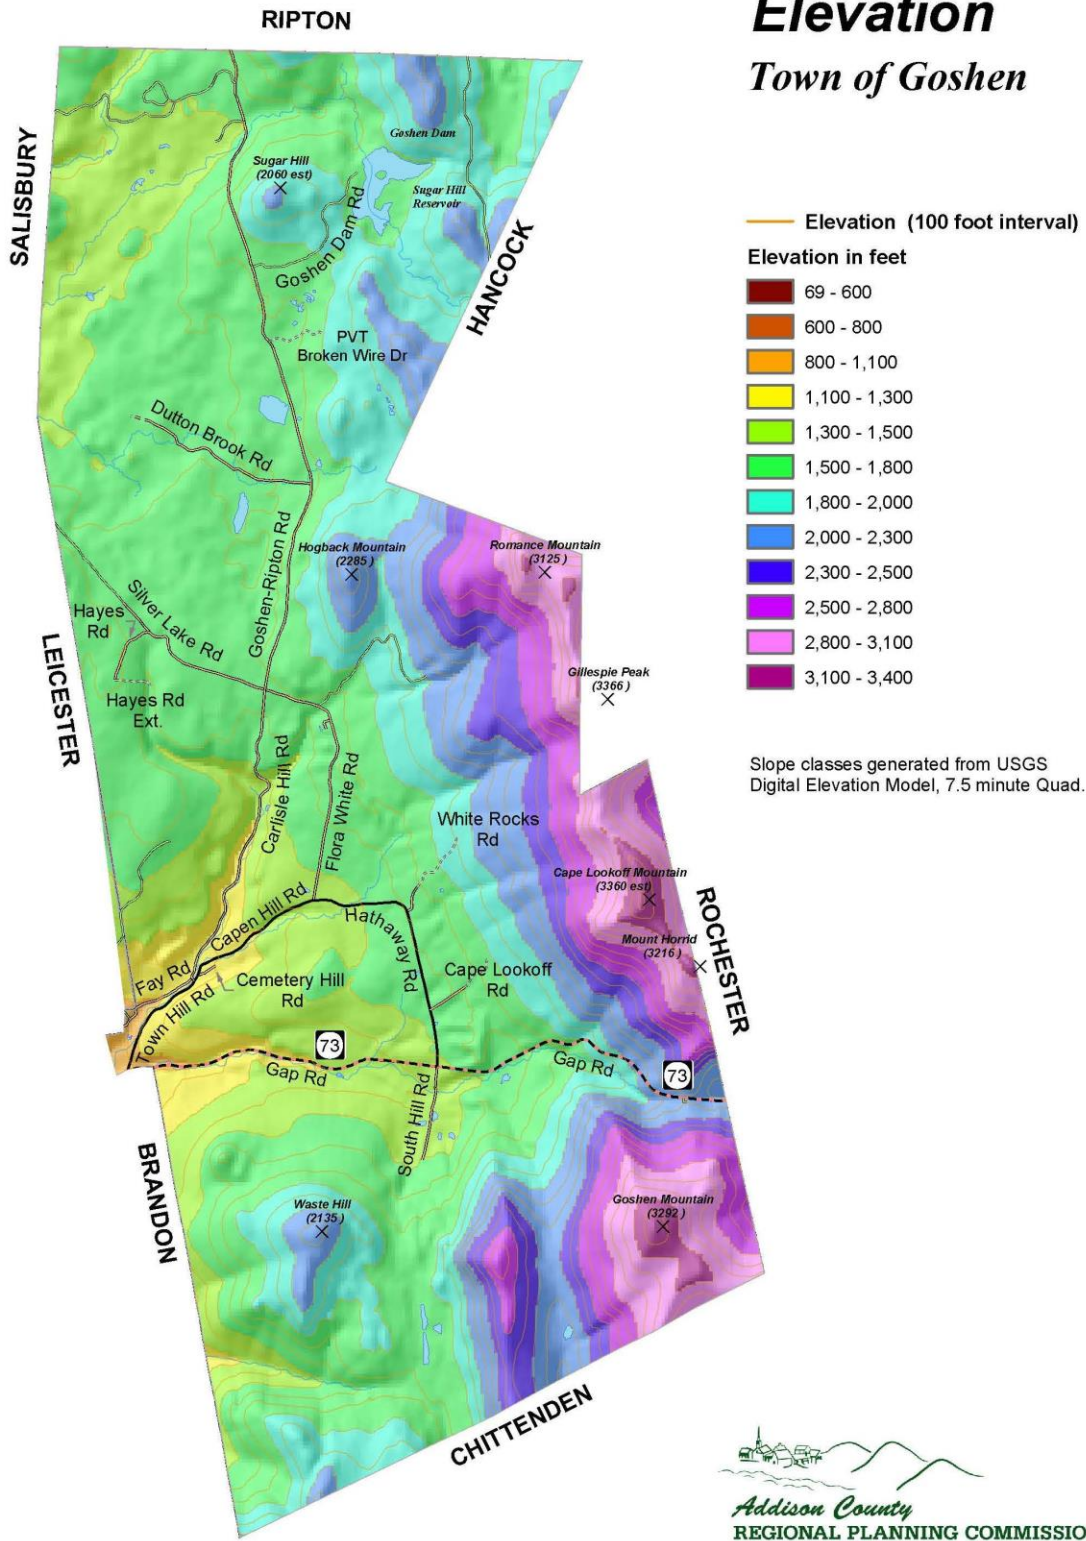 RIPTON
Elevation
Town of Goshen
SALISBURY
Goshen Dam
Sugar Hill
(2060 est)
Sugar Hill
Reservoir
Goshen Dam Rd
HANCOCK
PVT
Broken Wire Dr
Elevation (100 foot interval)
Elevation in feet
69 - 600
600 - 800
800 - 1,100
1,100 - 1,300
1,300 - 1,500
1,500 - 1,800
1,800 - 2,000
2,000 - 2,300
2,300 - 2,500
2,500 - 2,800
2,800 - 3,100
3,100 - 3,400
Dutton Brook Rd
Goshen-Ripton Rd
Hogback Mountain
(2285 )
Romance Mountain
(3125 )
Silver Lake Rd
Hayes
Rd
LEICESTER
Hayes Rd
Ext.
Gillespie Peak
(3366 )
Slope classes generated from USGS
Digital Elevation Model, 7.5 minute Quad.
Carlisle Hill Rd
Flora White Rd
White Rocks
Rd
Cape Lookoff Mountain
(3360 est)
ROCHESTER
Capen Hill Rd
Hathaway Rd
Mount Horrid
(3216 )
Fay Rd
Town Hill Rd
Cemetery Hill
Rd
Cape Lookoff
Rd
73
Gap Rd
Gap Rd
73
South Hill Rd
BRANDON
Waste Hill
(2135 )
Goshen Mountain
(3292 )
CHITTENDEN
Addison County
REGIONAL PLANNING COMMISSIO